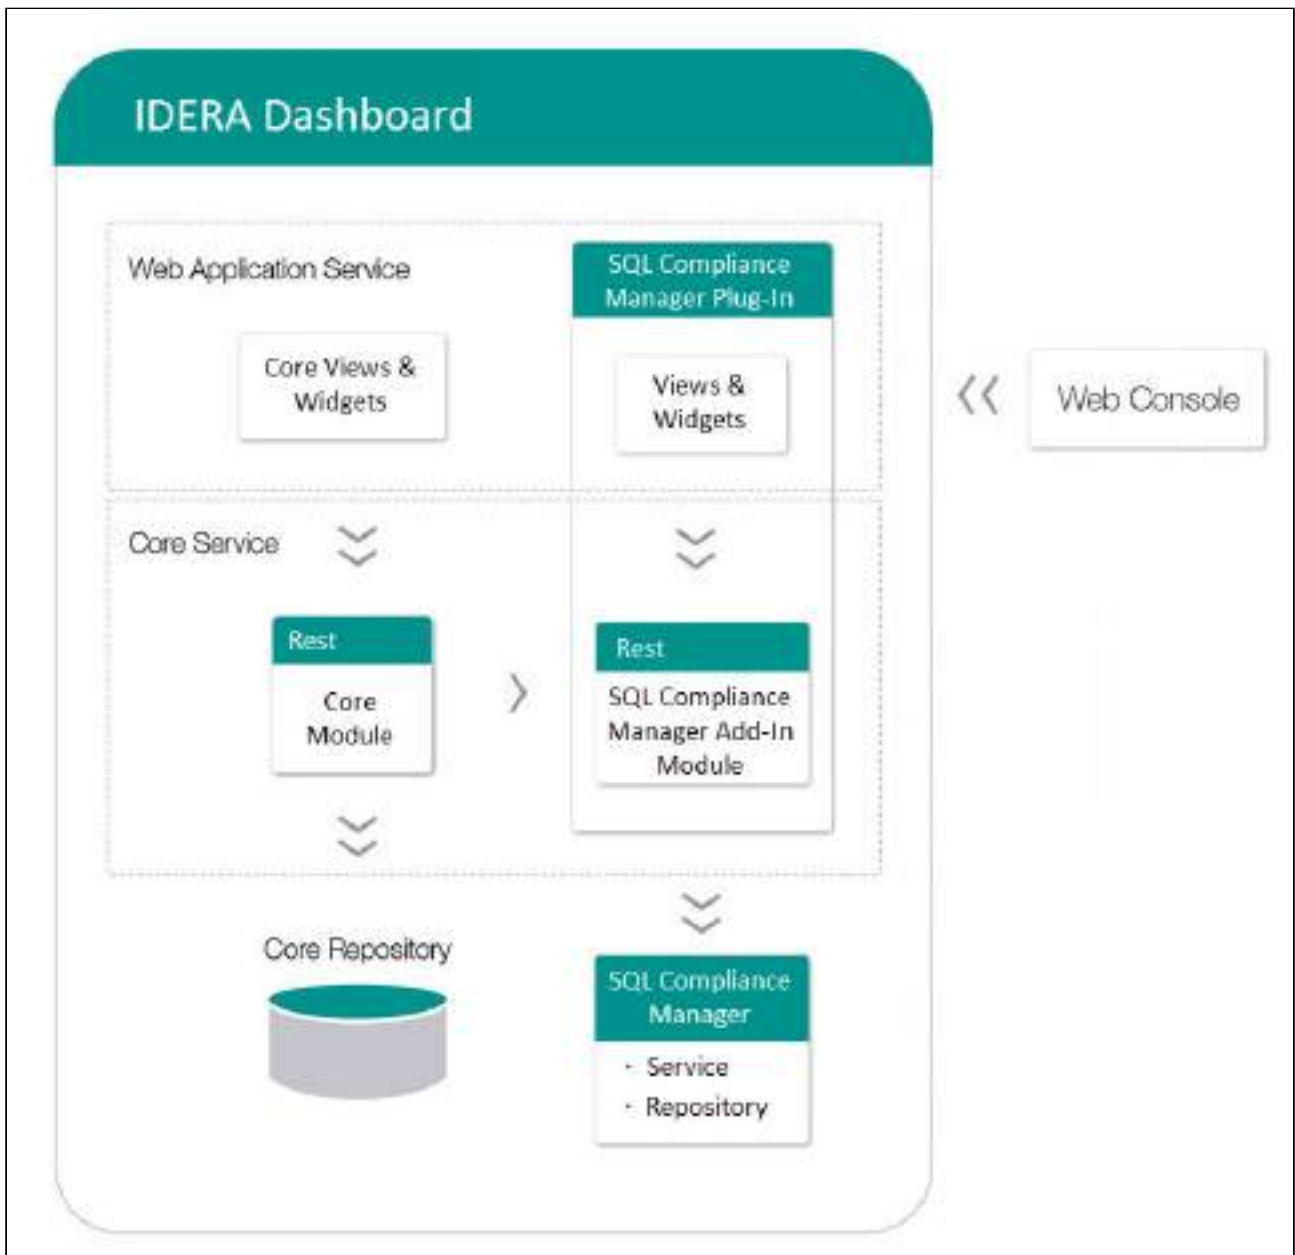 IDERA Dashboard
Web Application Service
SQL Compliance
Manager Plug-In
Core Views &
Widgets
Views &
Widgets
Web Console
Core Service
Rest
Core
Module
Rest
SQL Compliance
Manager Add-In
Module
Core Repository
SQL Compliance
Manager
· Service
· Repository